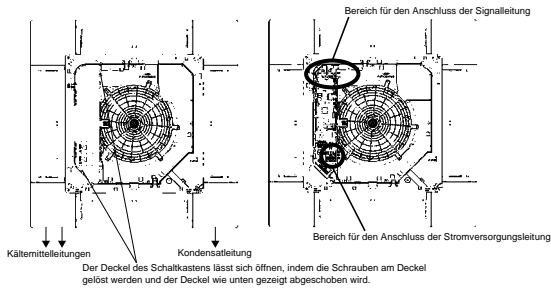 Bereich für den Anschluss der Signalleitung
Bereich für den Anschluss der Stromversorgungsleitung
Kältemittelleitungen
Kondensatleitung
Der Deckel des Schaltkastens lässt sich öffnen, indem die Schrauben am Deckel
gelöst werden und der Deckel wie unten gezeigt abgeschoben wird.